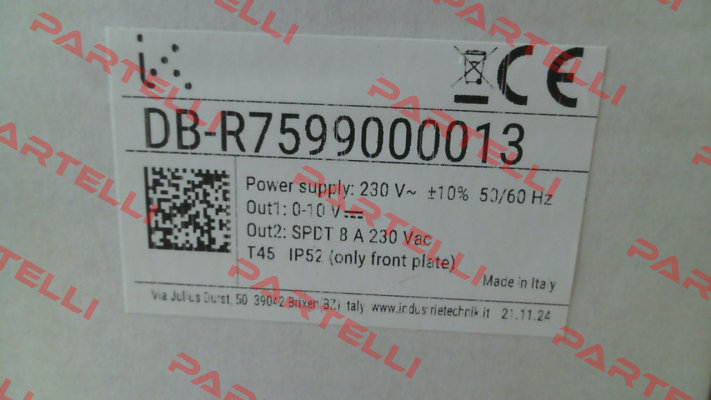 PARTELLI
PARTELLI
PARTELLI
CE
DB-R7599000013
Power supply: 230 V~ ±10% 50/60 Hz
Out1: 0-10 V
Out2: SPDT 8 A 230 Vac
T45 IP52 (only front plate)
Made in Italy
Via Julius Durst, 50 39042 Brixen (BZ) Italy www.industrietechnik.it 21.11.24
PARTELLI
PARTELLI
PARTELLI
PARTELLI
PARTELLI
PARTELLI